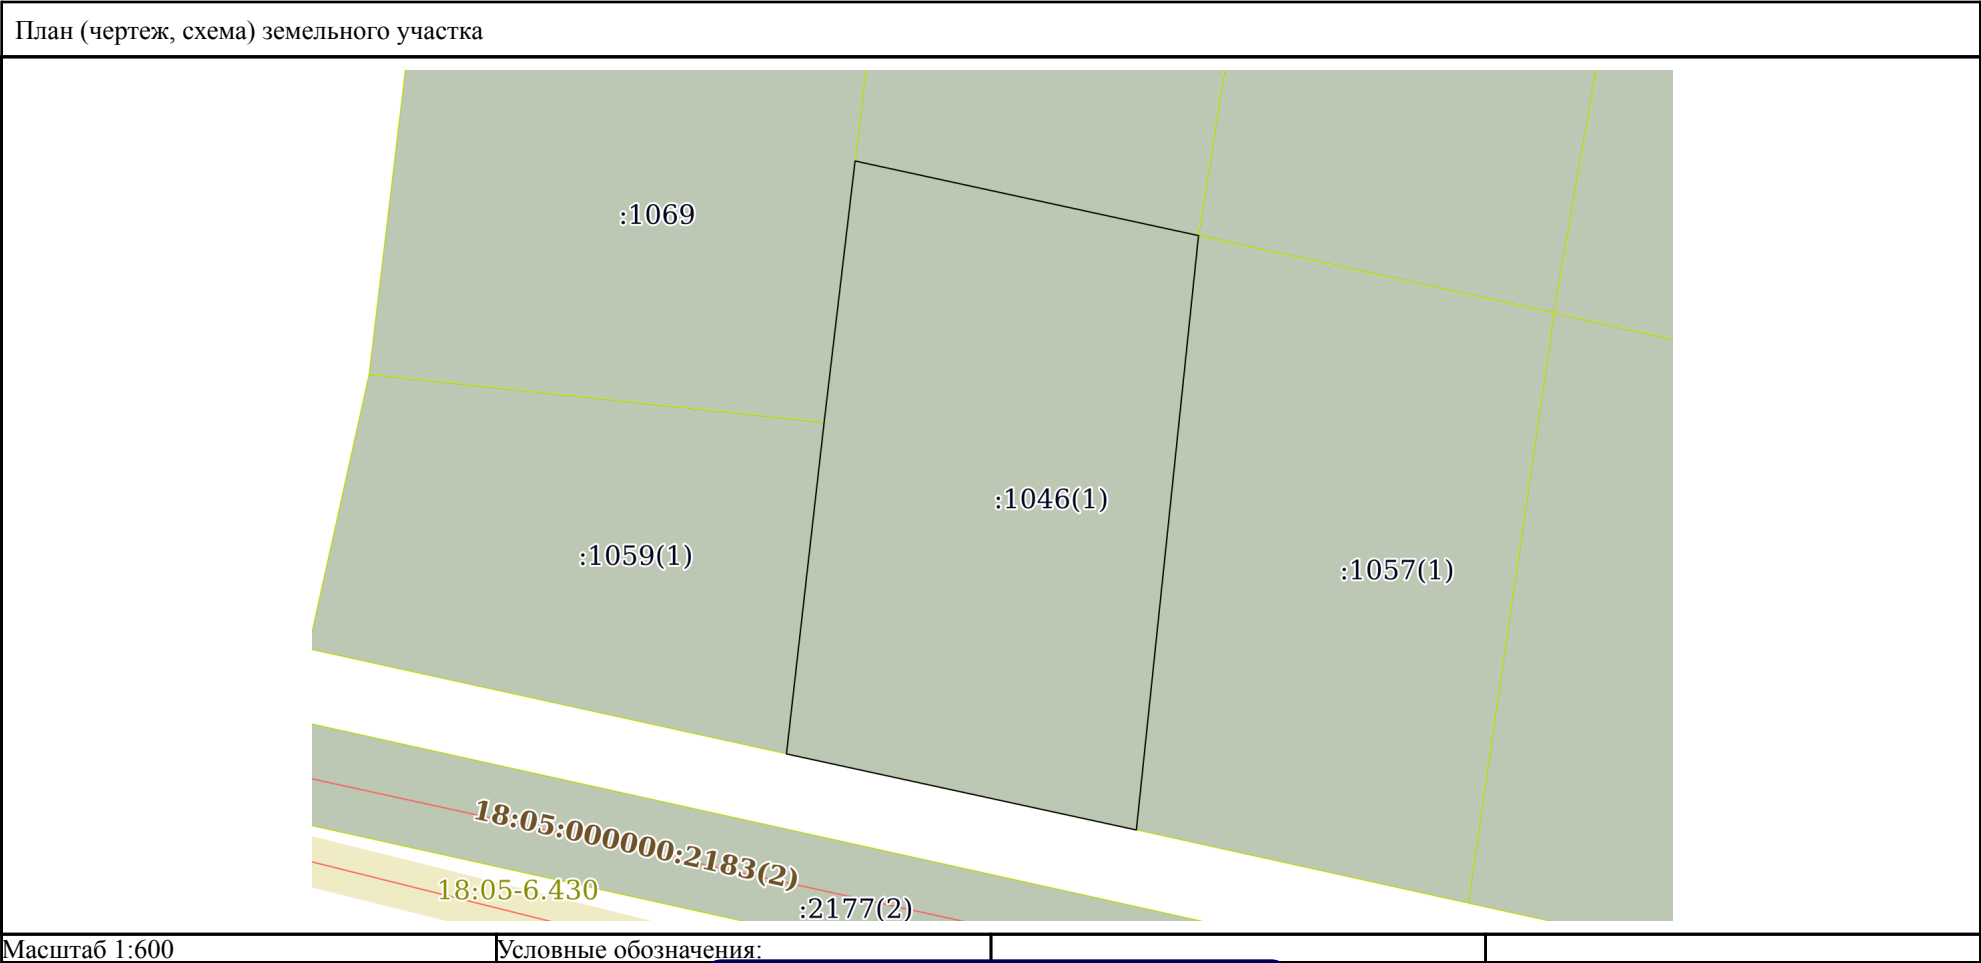 План (чертеж, схема) земельного участка
:1069
:1046(1)
:1059(1)
:1057(1)
18:05:000000:2183(2)
18:05-6.430
:2177(2)
Масштаб 1:600
Условные обозначения: